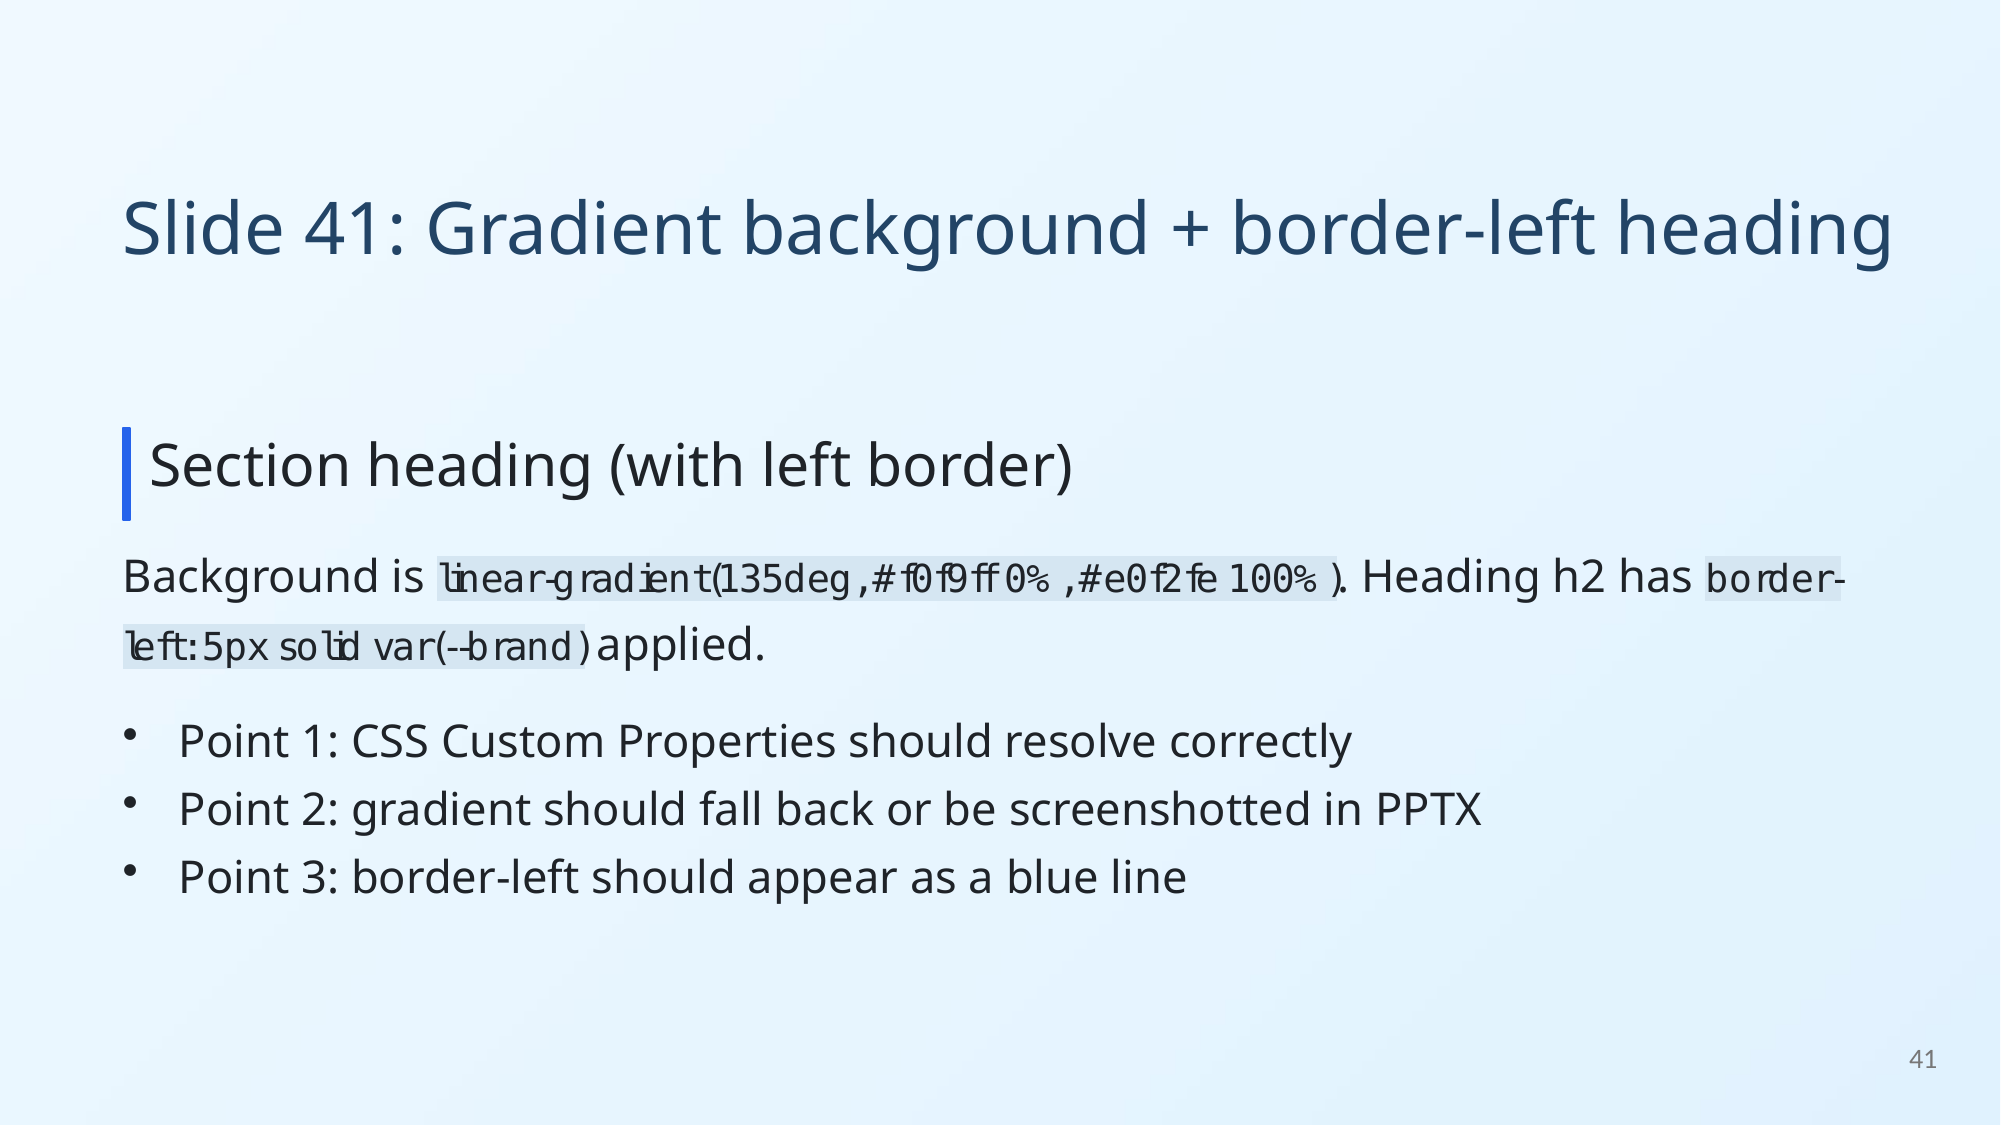 Slide 41: Gradient background + border-left heading
Section heading (with left border)
Background is linear-gradient(135deg,#f0f9ff 0%,#e0f2fe 100%). Heading h2 has border-
left:5px solid var(--brand) applied.
• Point 1: CSS Custom Properties should resolve correctly
• Point 2: gradient should fall back or be screenshotted in PPTX
• Point 3: border-left should appear as a blue line
41